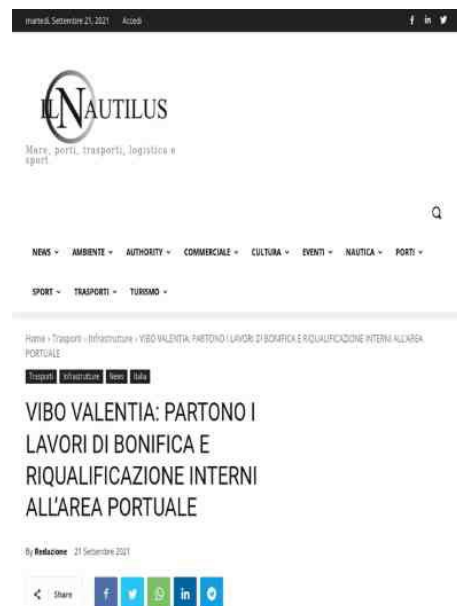 martedì, Settembre 21, 2021 Accedi
IL NAUTILUS
Mare, porti, trasporti, logistica e
sport
NEWS AMBIENTE AUTHORITY COMMERCIALE CULTURA EVENTI NAUTICA PORTI
SPORT TRASPORTI TURISMO
Home › Trasporti › Infrastrutture › VIBO VALENTIA: PARTONO I LAVORI DI BONIFICA E RIQUALIFICAZIONE INTERNI ALL'AREA
PORTUALE
Trasporti Infrastrutture News Italia
VIBO VALENTIA: PARTONO I
LAVORI DI BONIFICA E
RIQUALIFICAZIONE INTERNI
ALL'AREA PORTUALE
By Redazione 21 Settembre 2021
Share